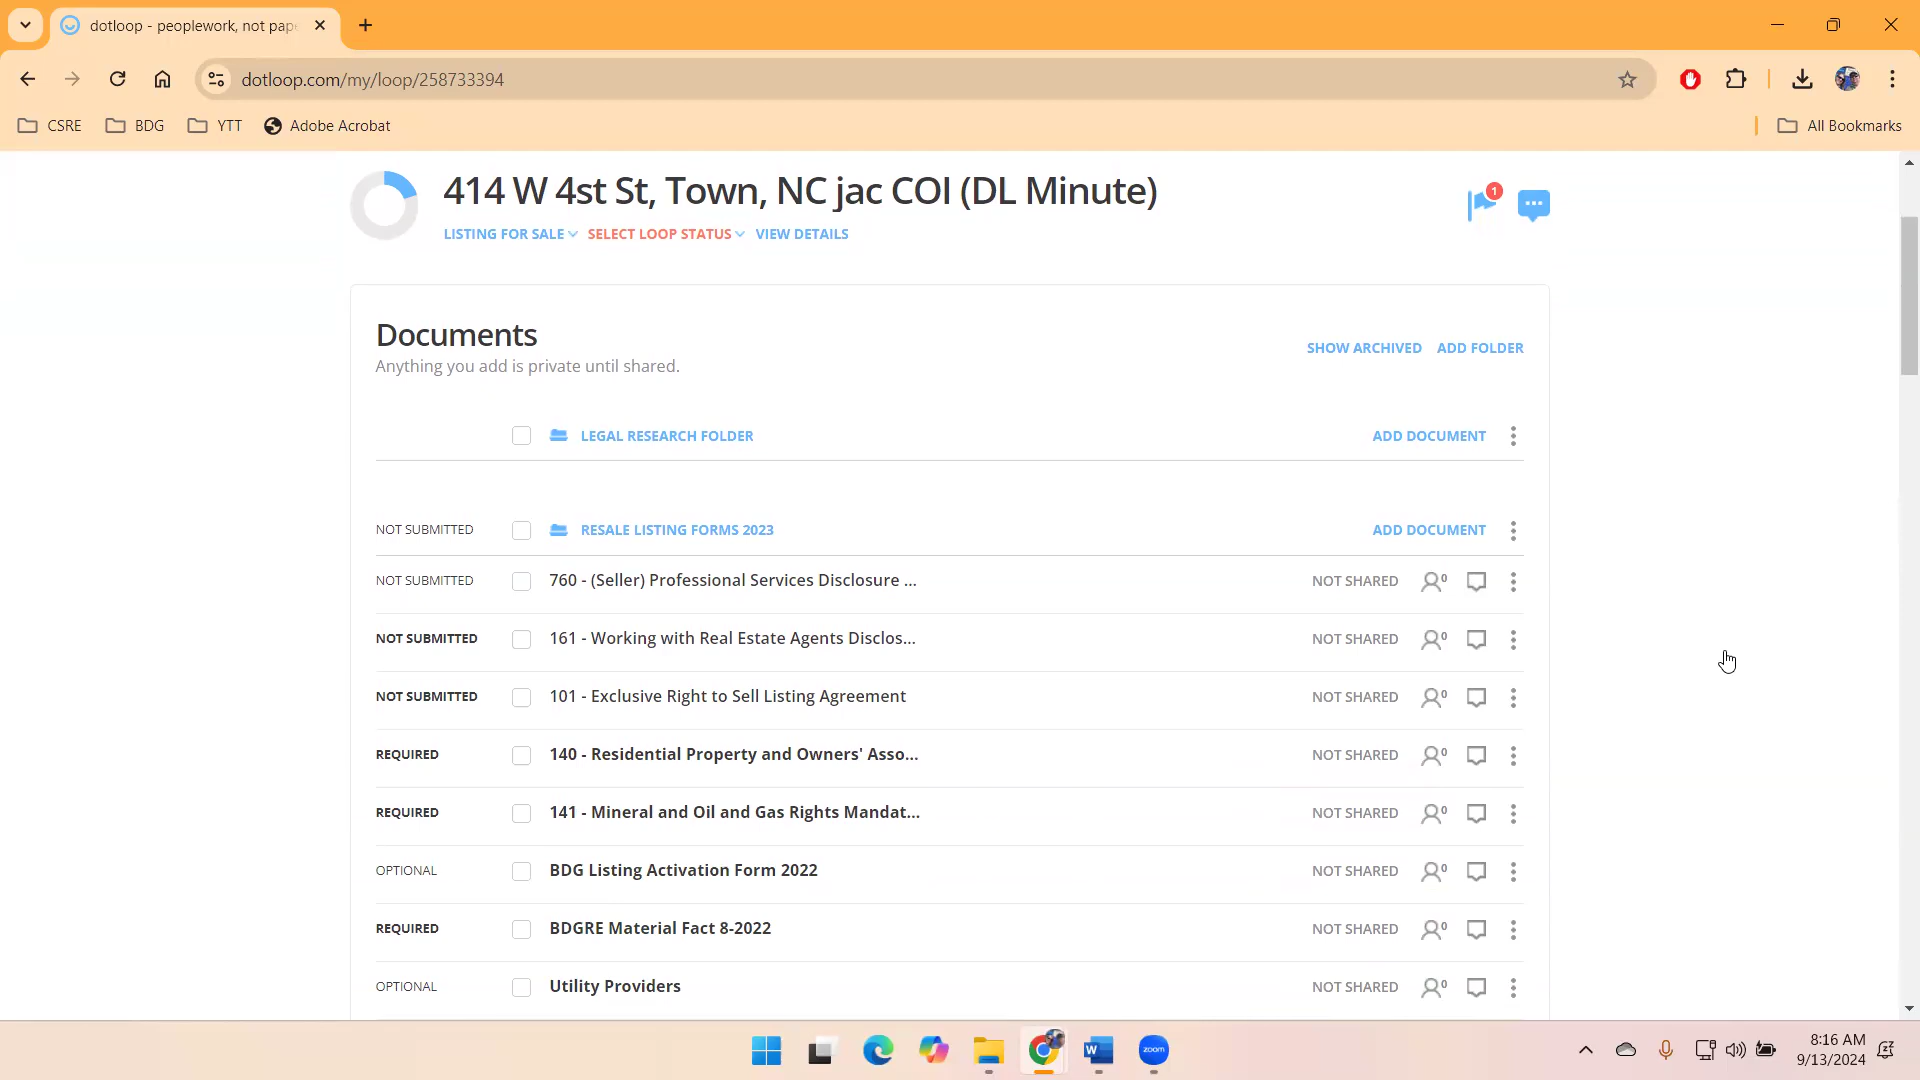 dotloop - peoplework, not pap
dotloop.com/my/loop/258733394
CSRE
BDG
YTT
Adobe Acrobat
All Bookmarks
414 W 4st St, Town, NC jac COI (DL Minute)
1
LISTING FOR SALE
SELECT LOOP STATUS
VIEW DETAILS
Documents
Anything you add is private until shared.
SHOW ARCHIVED
ADD FOLDER
LEGAL RESEARCH FOLDER
ADD DOCUMENT
NOT SUBMITTED
RESALE LISTING FORMS 2023
ADD DOCUMENT
NOT SUBMITTED
760 - (Seller) Professional Services Disclosure ...
NOT SHARED
0
NOT SUBMITTED
161 - Working with Real Estate Agents Disclos...
NOT SHARED
0
NOT SUBMITTED
101 - Exclusive Right to Sell Listing Agreement
NOT SHARED
0
REQUIRED
140 - Residential Property and Owners' Asso...
NOT SHARED
0
REQUIRED
141 - Mineral and Oil and Gas Rights Mandat...
NOT SHARED
0
OPTIONAL
BDG Listing Activation Form 2022
NOT SHARED
0
REQUIRED
BDGRE Material Fact 8-2022
NOT SHARED
0
OPTIONAL
Utility Providers
NOT SHARED
0
W
zoom
8:16 AM
9/13/2024